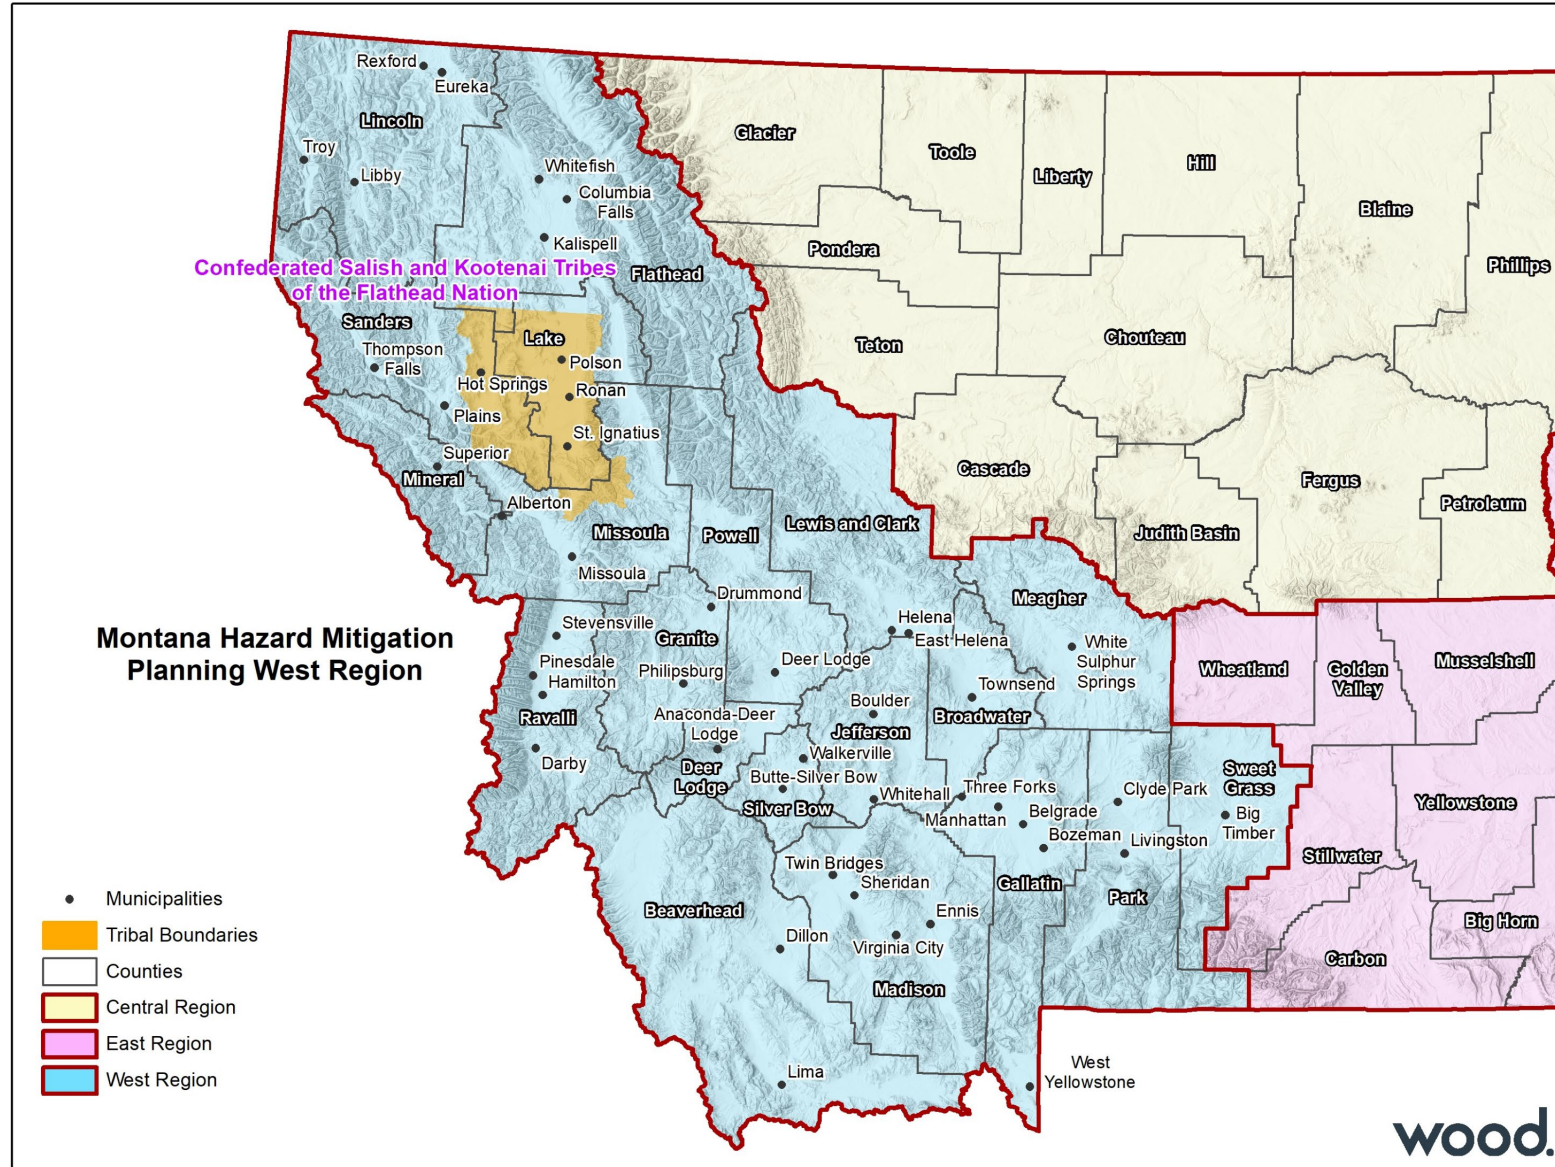 Rexford
Eureka
Lincoln
Troy
Libby
Whitefish
Columbia
Falls
Kalispell
Flathead
Confederated Salish and Kootenai Tribes
of the Flathead Nation
Glacier
Toole
Liberty
Hill
Blaine
Phillips
Pondera
Teton
Chouteau
Sanders
Thompson
Falls
Lake
Polson
Hot Springs
Ronan
Plains
St. Ignatius
Superior
Mineral
Alberton
Missoula
Missoula
Powell
Lewis and Clark
Cascade
Judith Basin
Fergus
Petroleum
Montana Hazard Mitigation
Planning West Region
Drummond
Stevensville
Granite
Pinesdale
Hamilton
Philipsburg
Deer Lodge
Helena
East Helena
Meagher
White
Sulphur
Springs
Wheatland
Golden
Valley
Musselshell
Ravalli
Darby
Anaconda-Deer
Lodge
Deer
Lodge
Boulder
Jefferson
Townsend
Broadwater
Walkerville
Butte-Silver Bow
Silver Bow
Whitehall
Three Forks
Manhattan
Belgrade
Bozeman
Clyde Park
Livingston
Sweet
Grass
Big
Timber
Yellowstone
Stillwater
Big Horn
Carbon
Twin Bridges
Sheridan
Ennis
Virginia City
Gallatin
Park
Beaverhead
Dillon
Madison
Lima
West
Yellowstone
Municipalities
Tribal Boundaries
Counties
Central Region
East Region
West Region
wood.